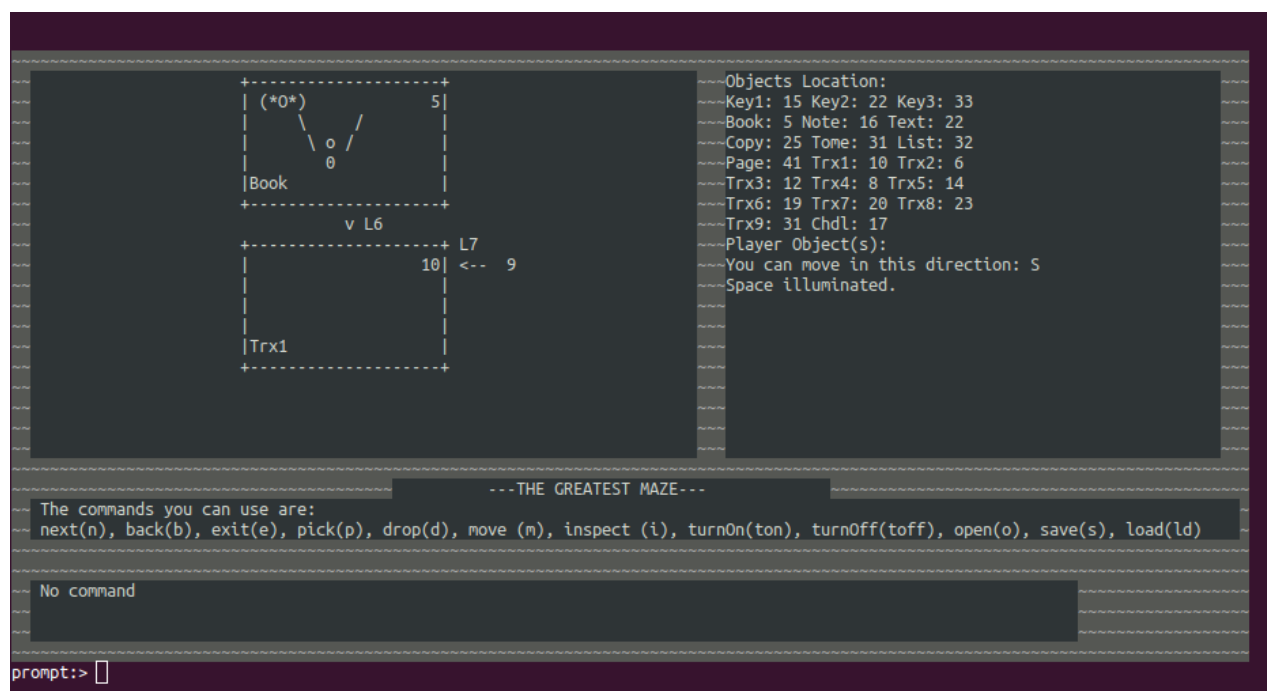 +--------------------+
| (*O*)             5|
|     \     /        |
|      \ o /         |
|        0           |
|Book                |
+--------------------+
v L6
+--------------------+ L7
|                  10| <--  9
|                    |
|                    |
|                    |
|Trx1                |
+--------------------+
Objects Location:
Key1: 15 Key2: 22 Key3: 33
Book: 5 Note: 16 Text: 22
Copy: 25 Tome: 31 List: 32
Page: 41 Trx1: 10 Trx2: 6
Trx3: 12 Trx4: 8 Trx5: 14
Trx6: 19 Trx7: 20 Trx8: 23
Trx9: 31 Chdl: 17
Player Object(s):
You can move in this direction: S
Space illuminated.
---THE GREATEST MAZE---
The commands you can use are:
next(n), back(b), exit(e), pick(p), drop(d), move (m), inspect (i), turnOn(ton), turnOff(toff), open(o), save(s), load(ld)
No command
prompt:>